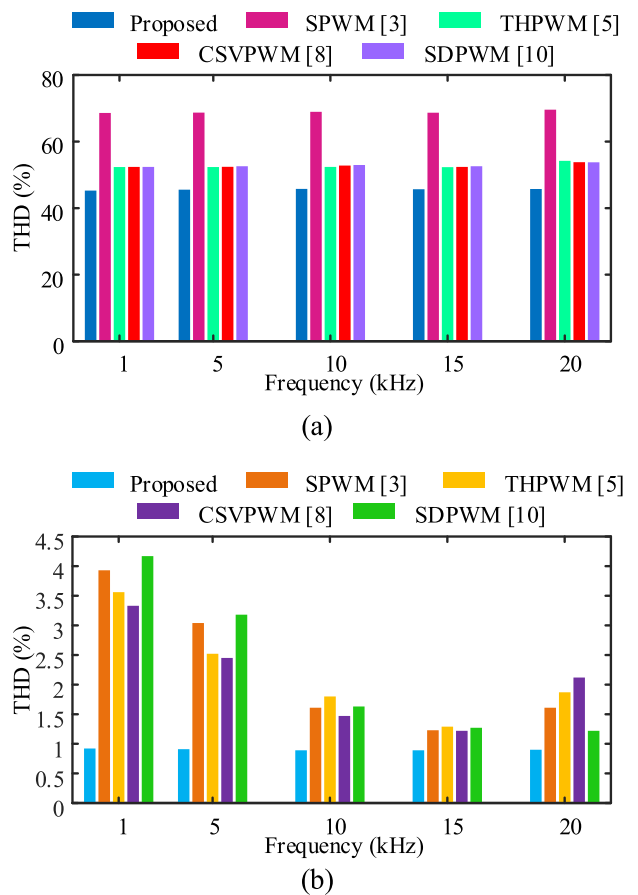 Proposed SPWM [3] THPWM [5]
CSVPWM [8] SDPWM [10]
80
60
40
20
0
THD (%)
1 5 10 15 20
Frequency (kHz)
(a)
Proposed SPWM [3] THPWM [5]
CSVPWM [8] SDPWM [10]
4.5
3.5
3.5
3
2.5
2
1.5
1
0.5
0
THD (%)
1 5 10 15 20
Frequency (kHz)
(b)